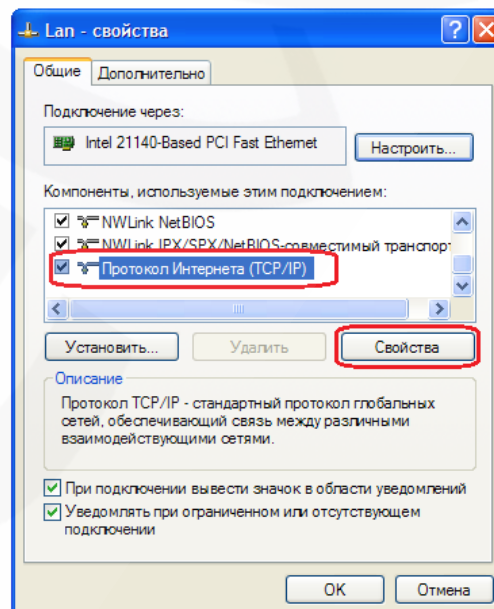 Lan - свойства
Общие
Дополнительно
Подключение через:
Intel 21140-Based PCI Fast Ethernet
Настроить...
Компоненты, используемые этим подключением:
NWLink NetBIOS
NWLink IPX/SPX/NetBIOS-совместимый транспорт
Протокол Интернета (TCP/IP)
Установить...
Удалить
Свойства
Описание
Протокол TCP/IP - стандартный протокол глобальных
сетей, обеспечивающий связь между различными
взаимодействующими сетями.
При подключении вывести значок в области уведомлений
Уведомлять при ограниченном или отсутствующем
подключении
OK
Отмена